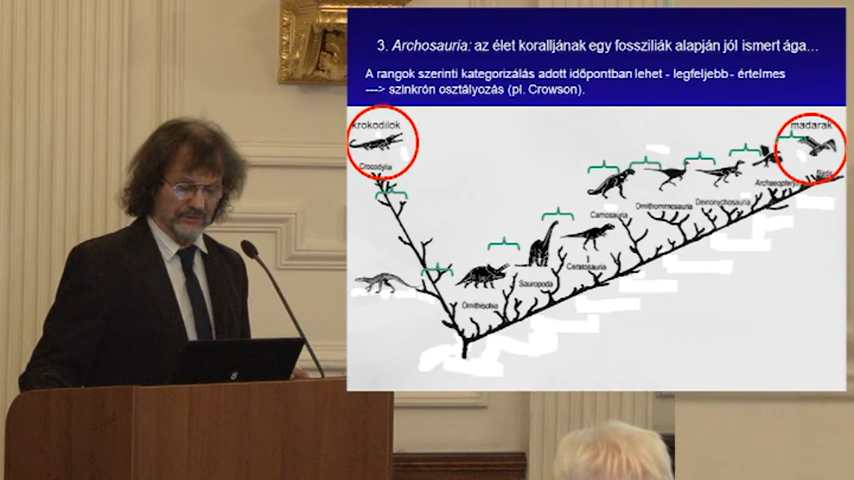 3. Archosauria: az élet koralljának egy fossziliák alapján jól ismert ága...
A rangok szerinti kategorizálás adott időpontban lehet - legfeljebb - értelmes
---> szinkrón osztályozás (pl. Crowson).
krokodilok
madarak
Crocodylia
Birds
Archaeopteryx
Deinonychosauria
Ornithomimosauria
Carnosauria
Ceratosauria
Sauropoda
Ornithischia